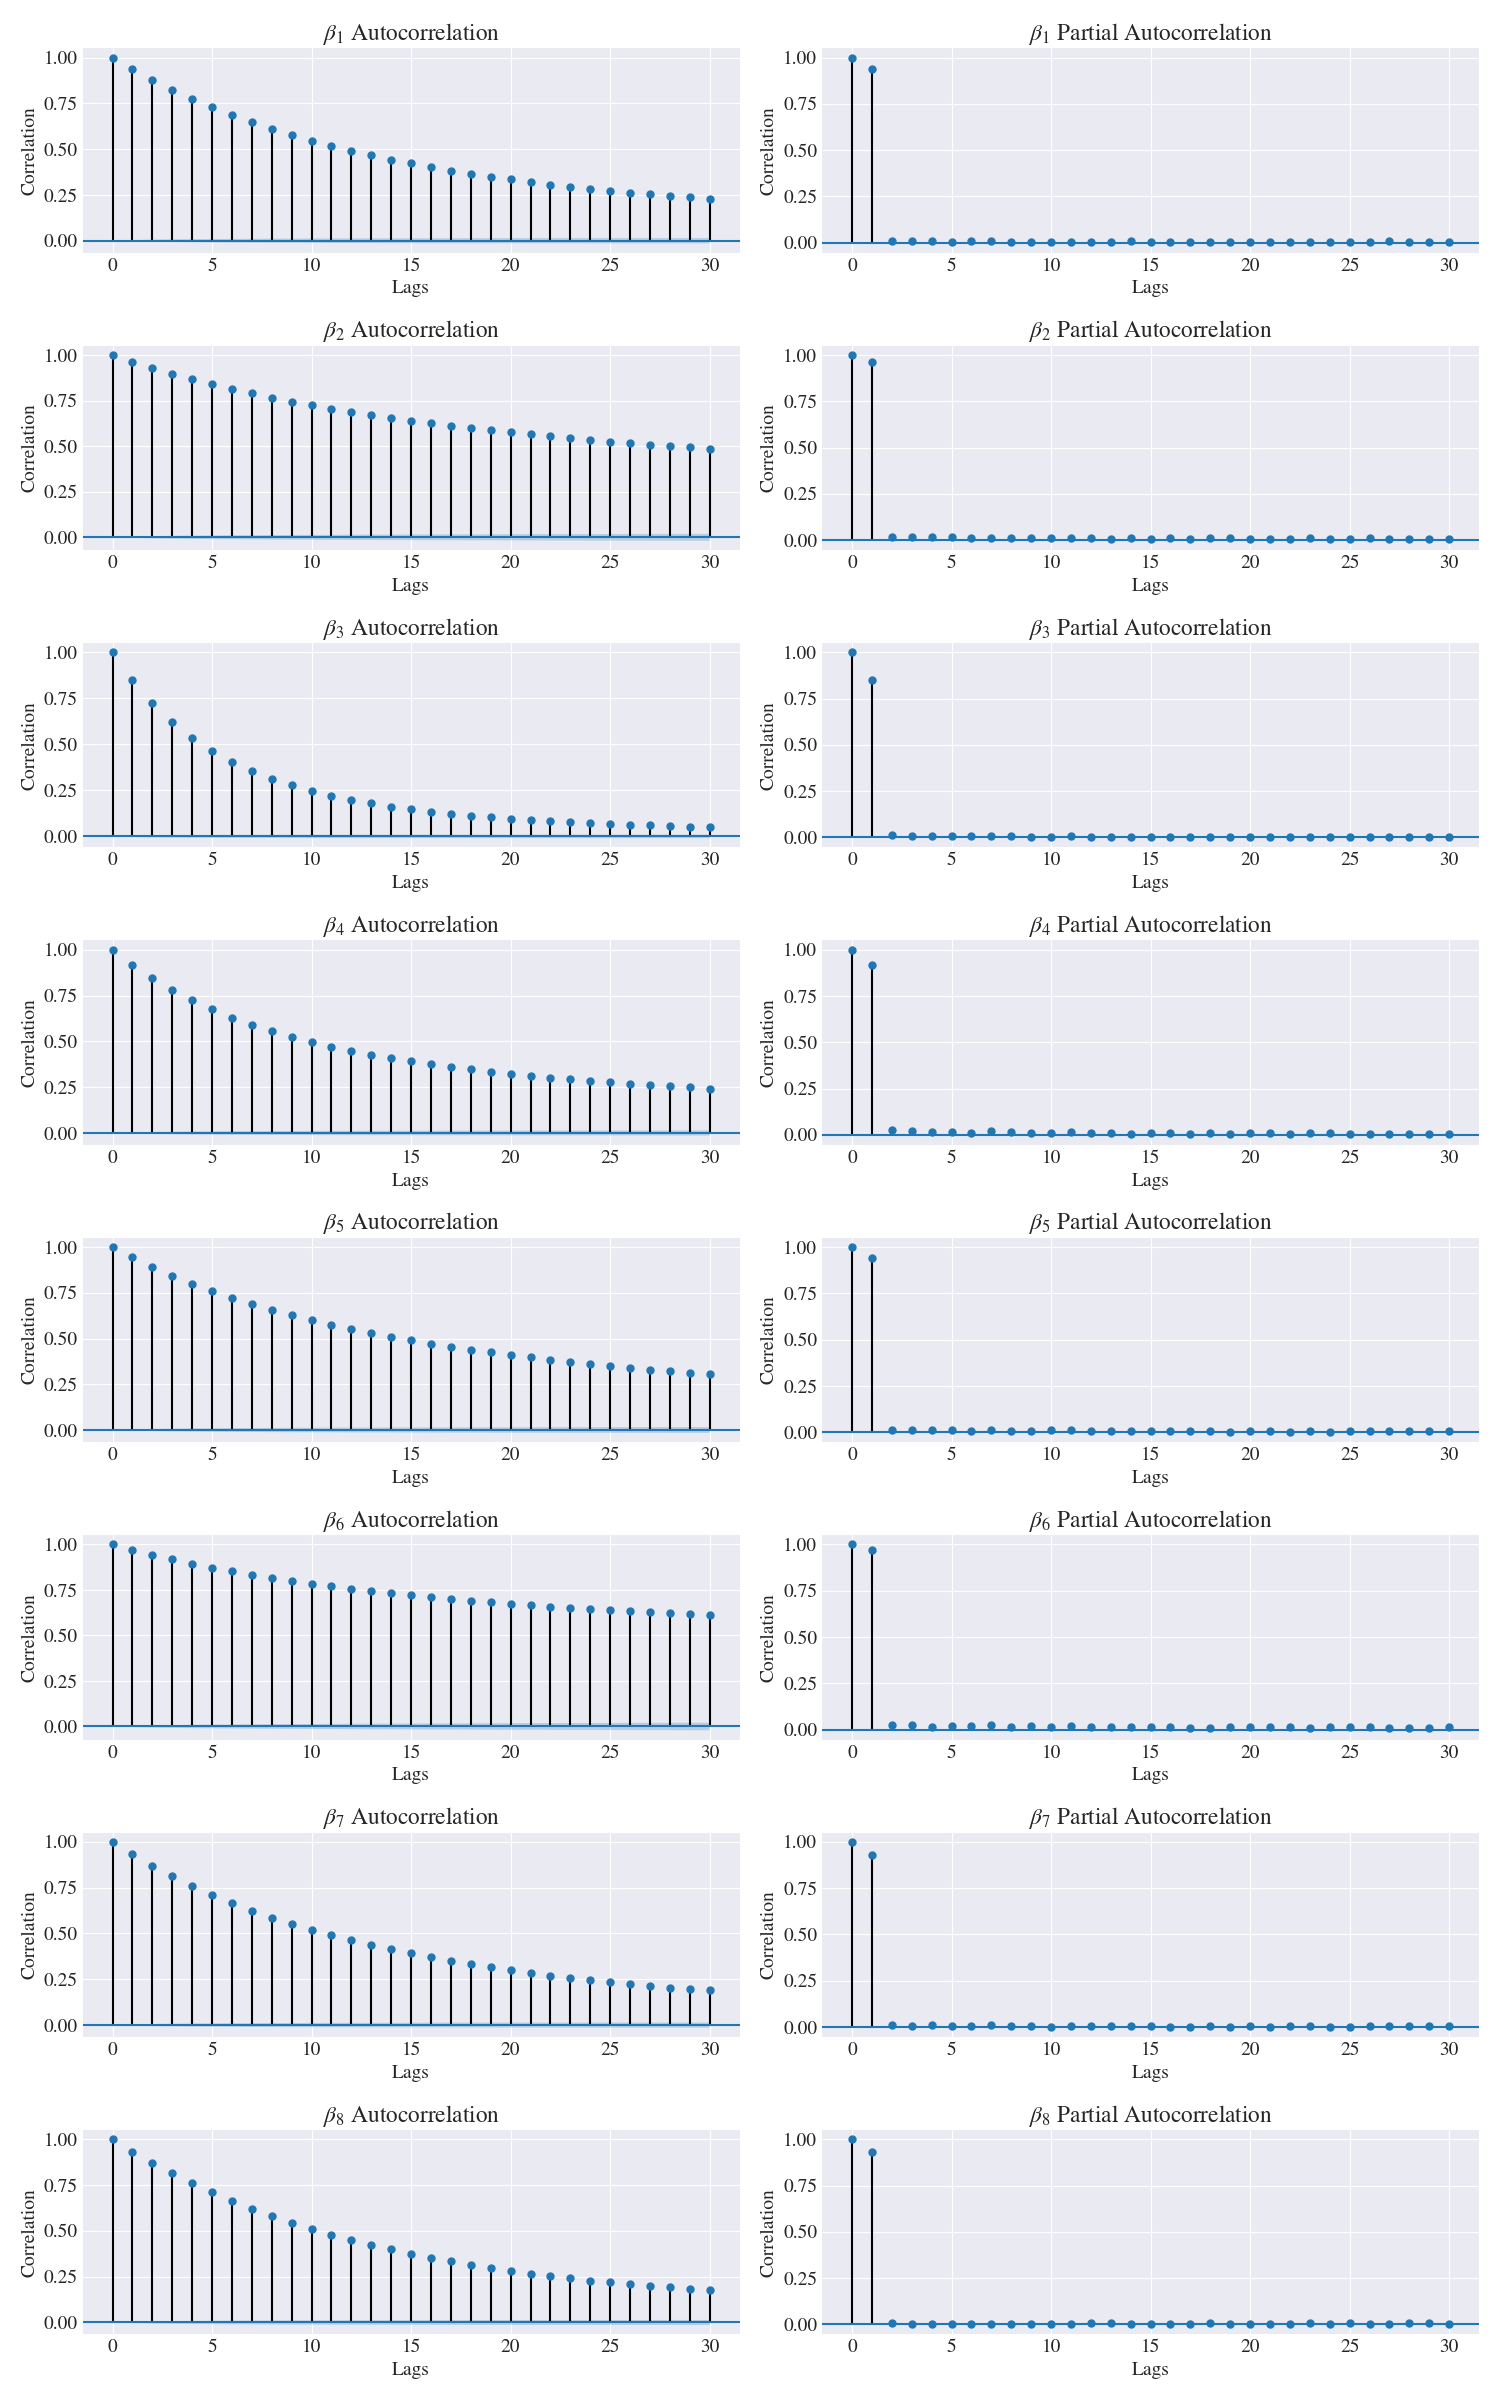 β1 Autocorrelation
1.00
0.75
0.50
0.25
0.00
Correlation
0 5 10 15 20 25 30
Lags
β1 Partial Autocorrelation
1.00
0.75
0.50
0.25
0.00
Correlation
0 5 10 15 20 25 30
Lags
β2 Autocorrelation
1.00
0.75
0.50
0.25
0.00
Correlation
0 5 10 15 20 25 30
Lags
β2 Partial Autocorrelation
1.00
0.75
0.50
0.25
0.00
Correlation
0 5 10 15 20 25 30
Lags
β3 Autocorrelation
1.00
0.75
0.50
0.25
0.00
Correlation
0 5 10 15 20 25 30
Lags
β3 Partial Autocorrelation
1.00
0.75
0.50
0.25
0.00
Correlation
0 5 10 15 20 25 30
Lags
β4 Autocorrelation
1.00
0.75
0.50
0.25
0.00
Correlation
0 5 10 15 20 25 30
Lags
β4 Partial Autocorrelation
1.00
0.75
0.50
0.25
0.00
Correlation
0 5 10 15 20 25 30
Lags
β5 Autocorrelation
1.00
0.75
0.50
0.25
0.00
Correlation
0 5 10 15 20 25 30
Lags
β5 Partial Autocorrelation
1.00
0.75
0.50
0.25
0.00
Correlation
0 5 10 15 20 25 30
Lags
β6 Autocorrelation
1.00
0.75
0.50
0.25
0.00
Correlation
0 5 10 15 20 25 30
Lags
β6 Partial Autocorrelation
1.00
0.75
0.50
0.25
0.00
Correlation
0 5 10 15 20 25 30
Lags
β7 Autocorrelation
1.00
0.75
0.50
0.25
0.00
Correlation
0 5 10 15 20 25 30
Lags
β7 Partial Autocorrelation
1.00
0.75
0.50
0.25
0.00
Correlation
0 5 10 15 20 25 30
Lags
β8 Autocorrelation
1.00
0.75
0.50
0.25
0.00
Correlation
0 5 10 15 20 25 30
Lags
β8 Partial Autocorrelation
1.00
0.75
0.50
0.25
0.00
Correlation
0 5 10 15 20 25 30
Lags